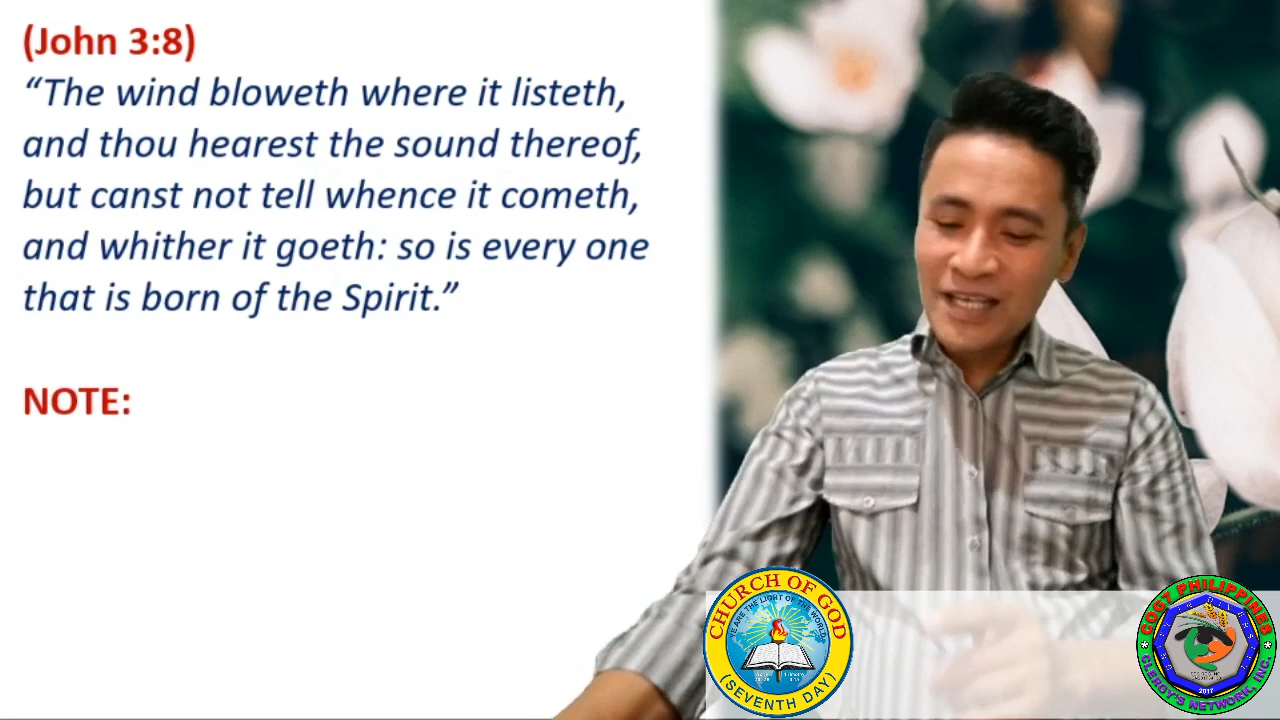 (John 3:8)
“The wind bloweth where it listeth,
and thou hearest the sound thereof,
but canst not tell whence it cometh,
and whither it goeth: so is every one
that is born of the Spirit.”
NOTE:
CHURCH OF GOD
YE ARE THE LIGHT OF THE WORLD
(SEVENTH DAY)
COG7 PHILIPPINES
CLERGY'S NETWORK, INC.
2017